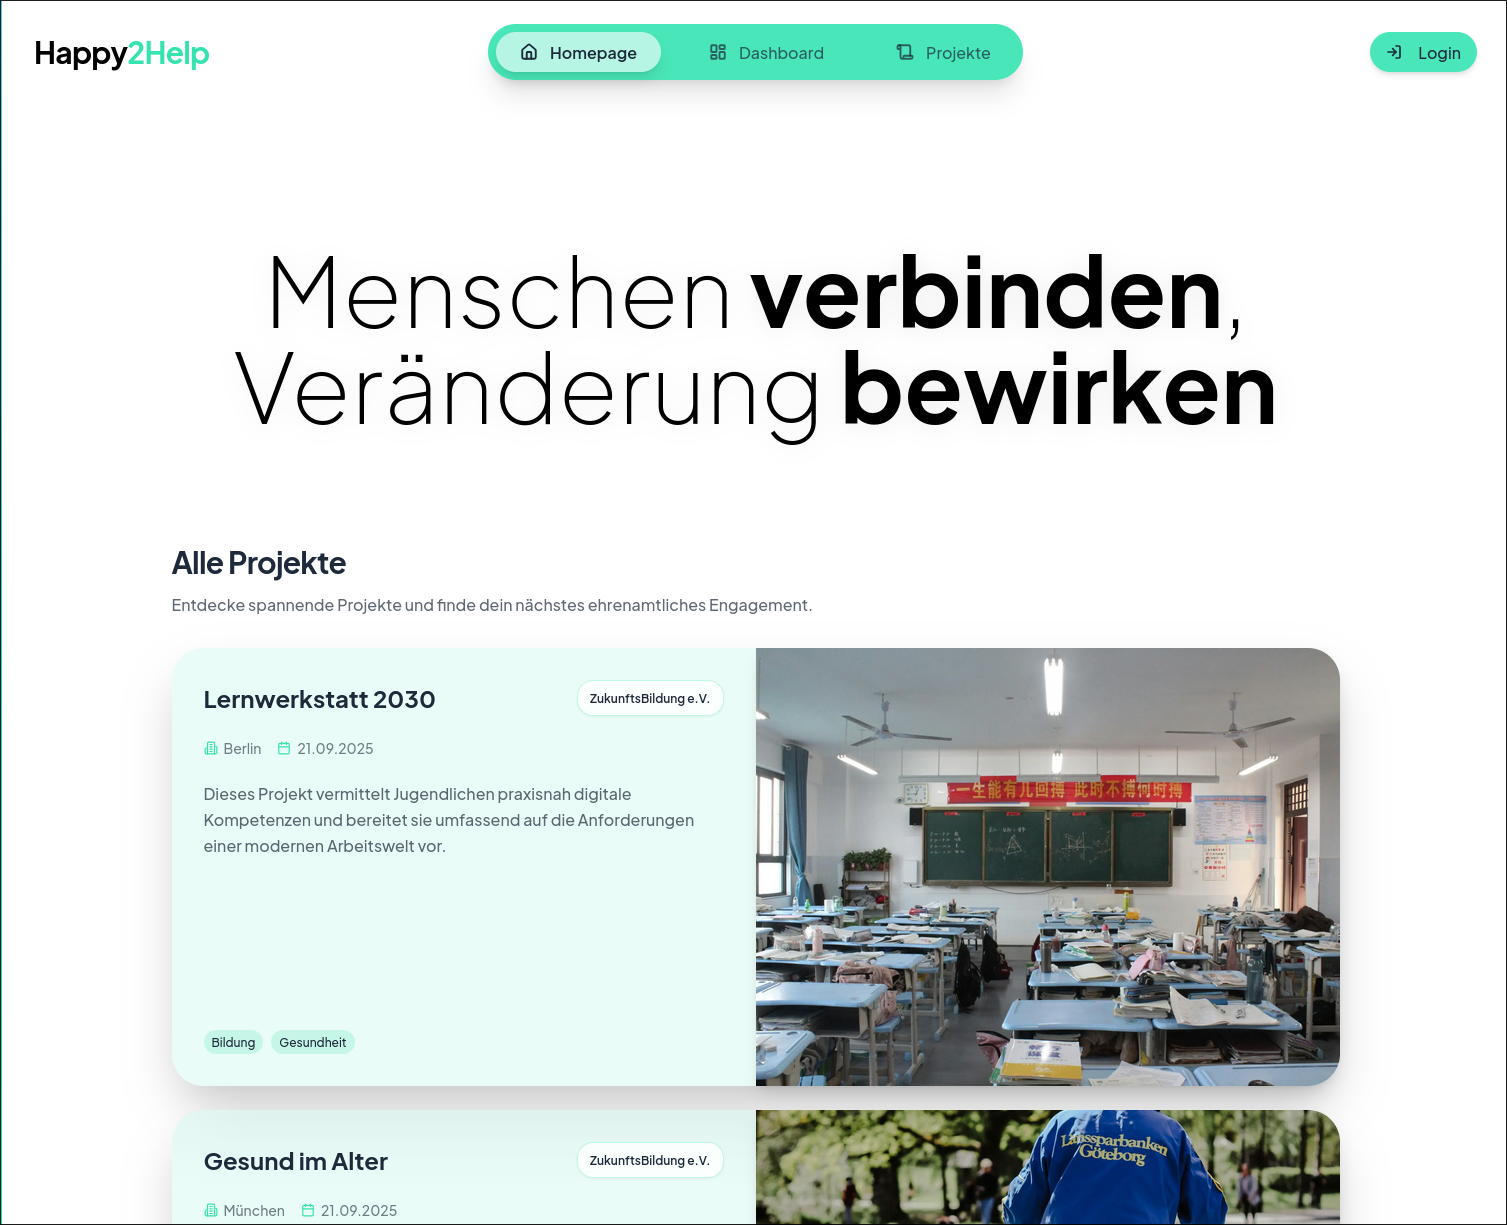 Happy2Help
Homepage
Dashboard
Projekte
Login
Menschen verbinden,
Veränderung bewirken
Alle Projekte
Entdecke spannende Projekte und finde dein nächstes ehrenamtliches Engagement.
Lernwerkstatt 2030
ZukunftsBildung e.V.
Berlin
21.09.2025
Dieses Projekt vermittelt Jugendlichen praxisnah digitale
Kompetenzen und bereitet sie umfassend auf die Anforderungen
einer modernen Arbeitswelt vor.
Bildung
Gesundheit
一生能有几回搏 此时不搏何时搏
Gesund im Alter
ZukunftsBildung e.V.
München
21.09.2025
Länssparbanken
Göteborg